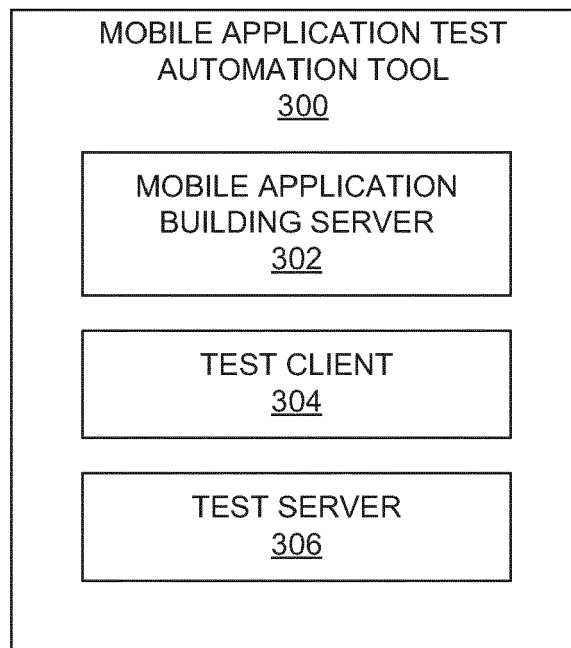 MOBILE APPLICATION TEST
AUTOMATION TOOL
300
MOBILE APPLICATION
BUILDING SERVER
302
TEST CLIENT
304
TEST SERVER
306